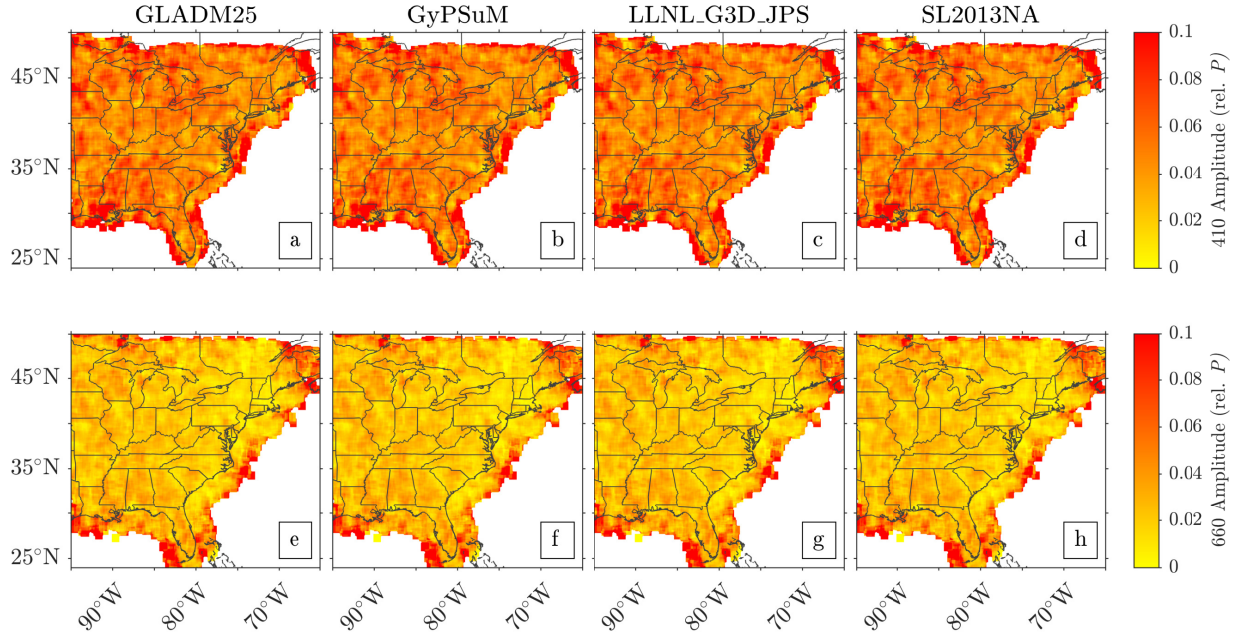 GLADM25 GyPSuM LLNL_G3D_JPS SL2013NA
45°N
35°N
25°N
a b c d
0.1
0.08
0.06
0.04
0.02
0
410 Amplitude (rel. P)
45°N
35°N
25°N
e f g h
0.1
0.08
0.06
0.04
0.02
0
660 Amplitude (rel. P)
90°W 80°W 70°W 90°W 80°W 70°W 90°W 80°W 70°W 90°W 80°W 70°W